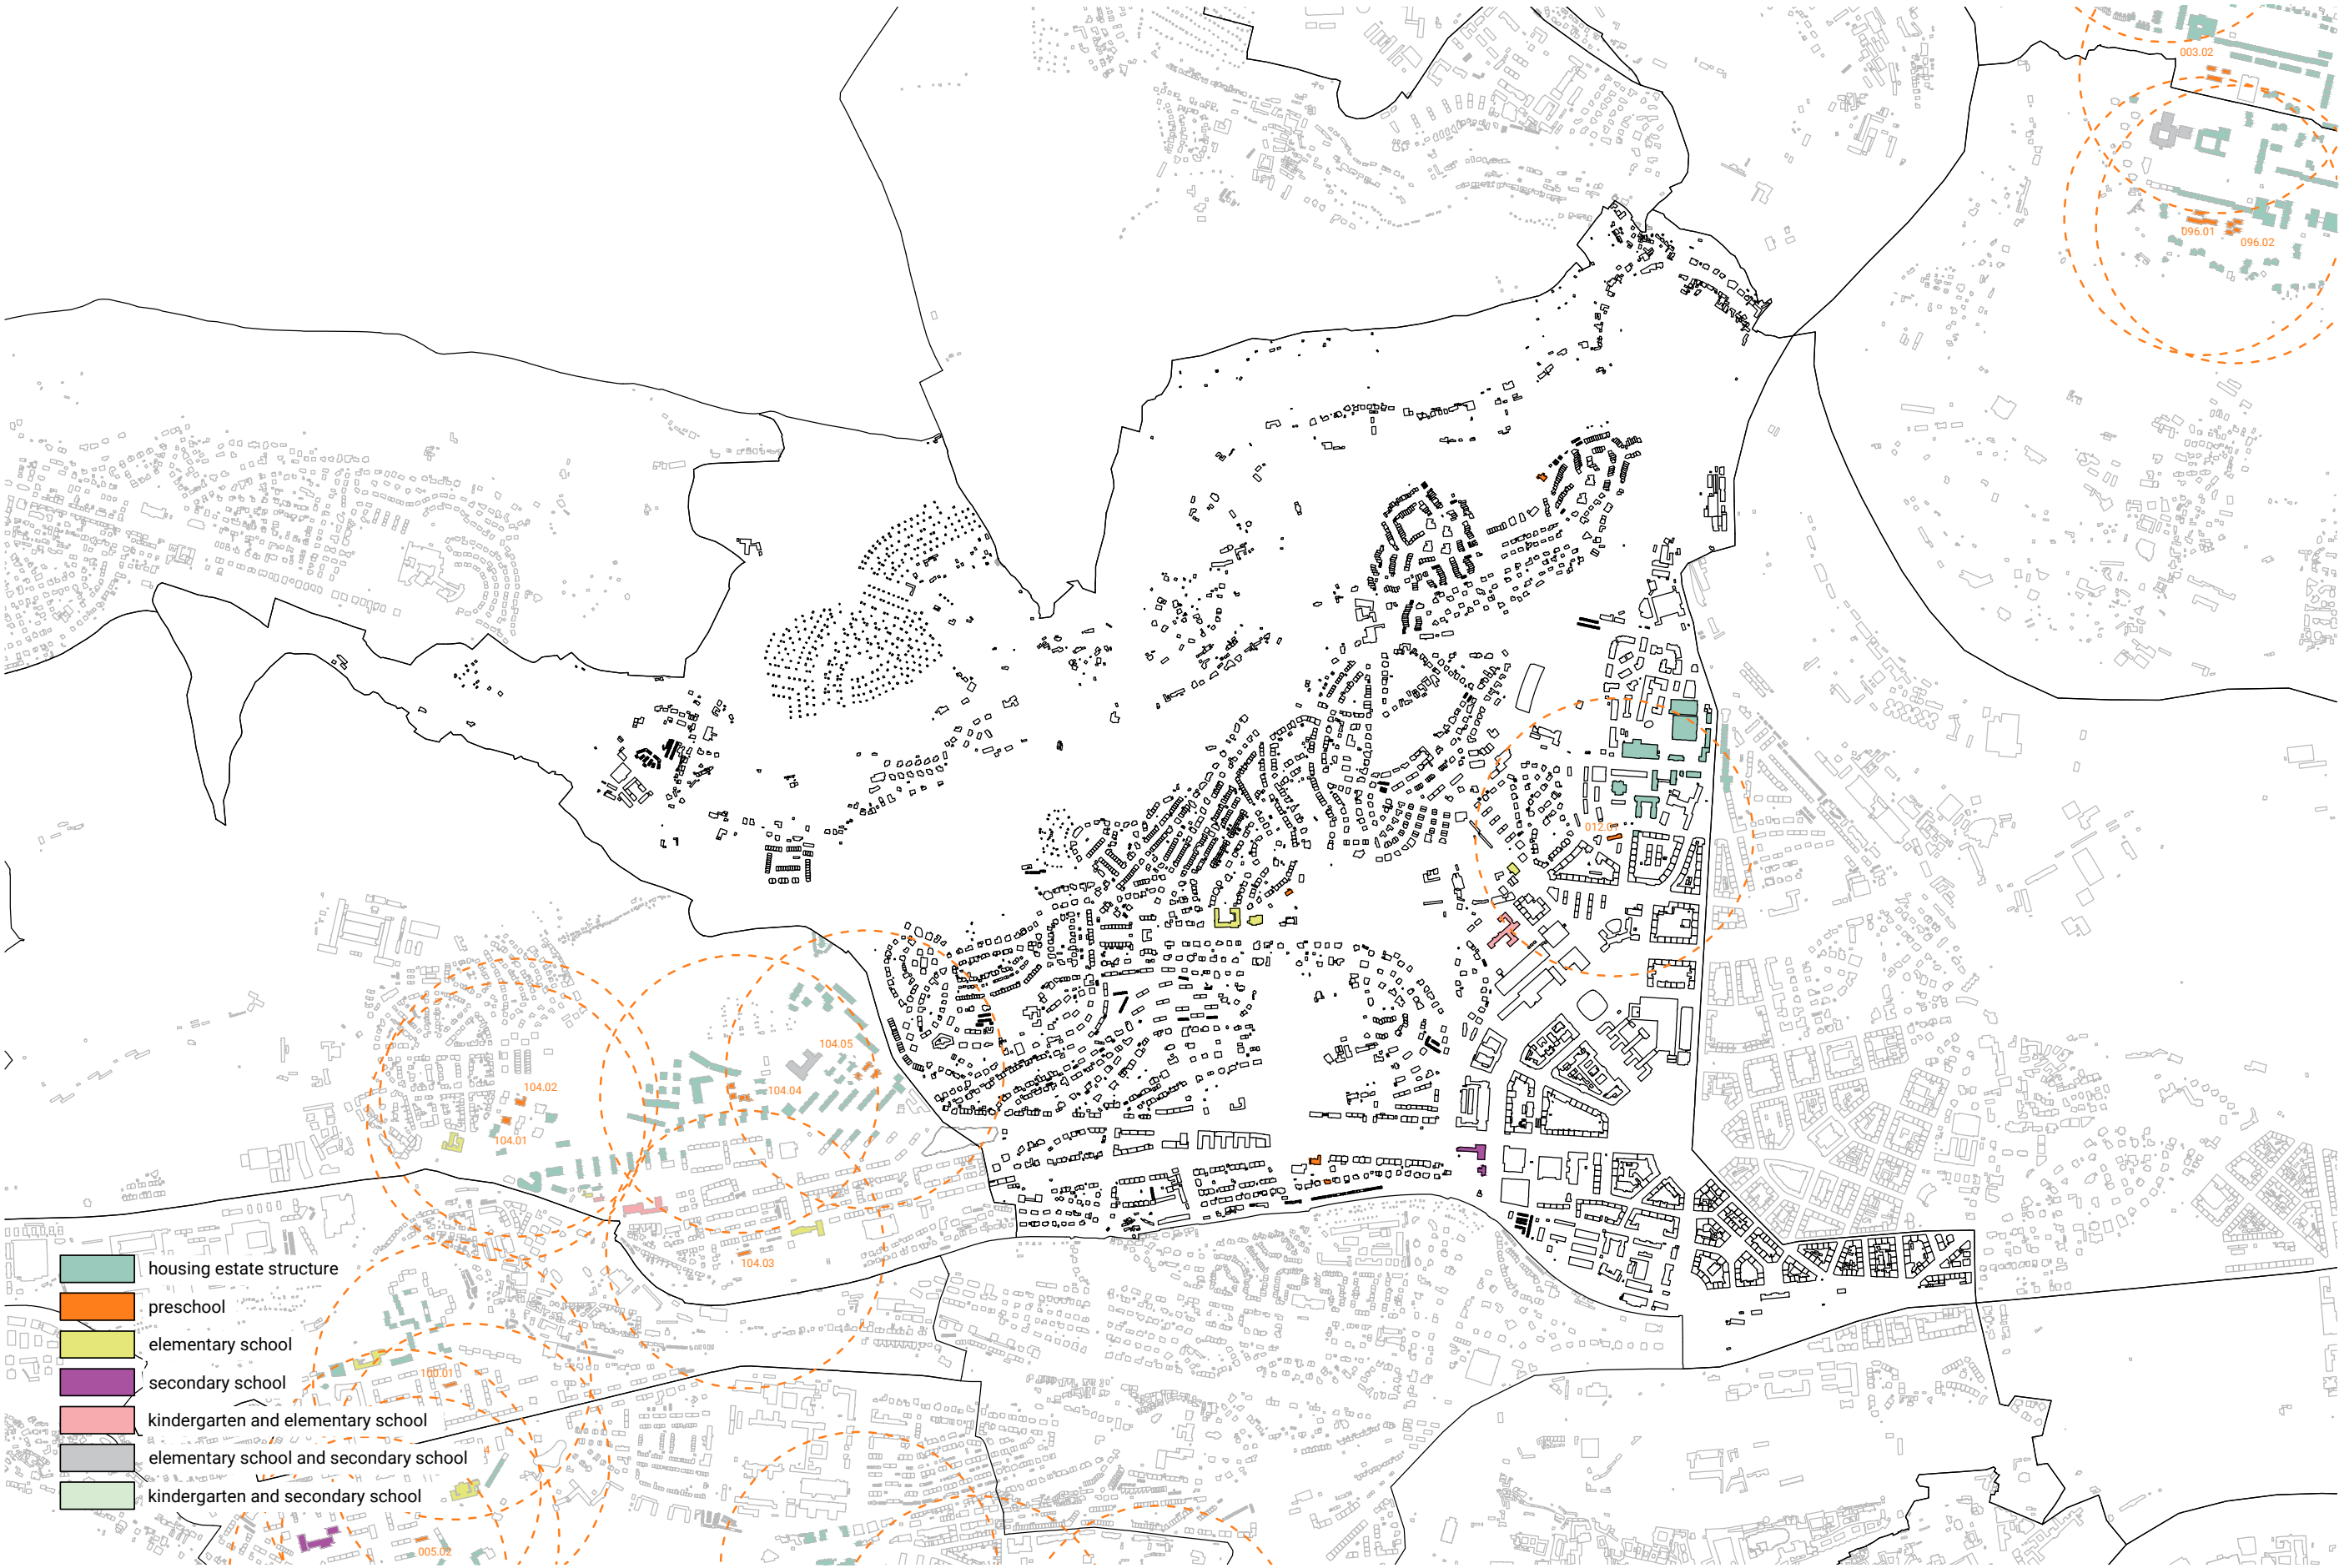 003.02
096.01
096.02
012.01
104.05
104.04
104.02
104.01
104.03
100.01
4
005.02
housing estate structure
preschool
elementary school
secondary school
kindergarten and elementary school
elementary school and secondary school
kindergarten and secondary school